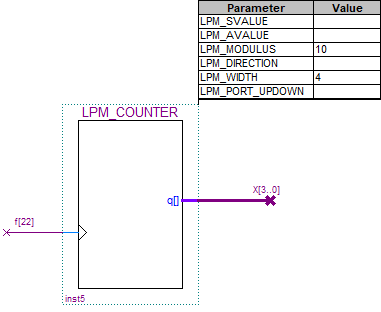 Parameter Value
LPM_SVALUE
LPM_AVALUE
LPM_MODULUS 10
LPM_DIRECTION
LPM_WIDTH 4
LPM_PORT_UPDOWN
LPM_COUNTER
q[] X[3..0]
f[22]
inst5